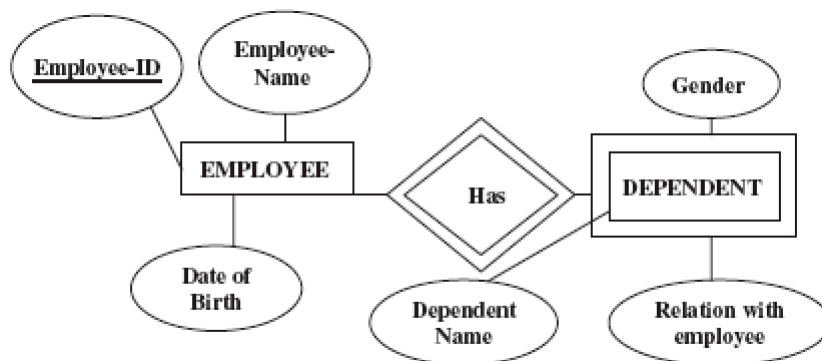 Employee-ID
Employee-
Name
Gender
EMPLOYEE
Has
DEPENDENT
Date of
Birth
Dependent
Name
Relation with
employee